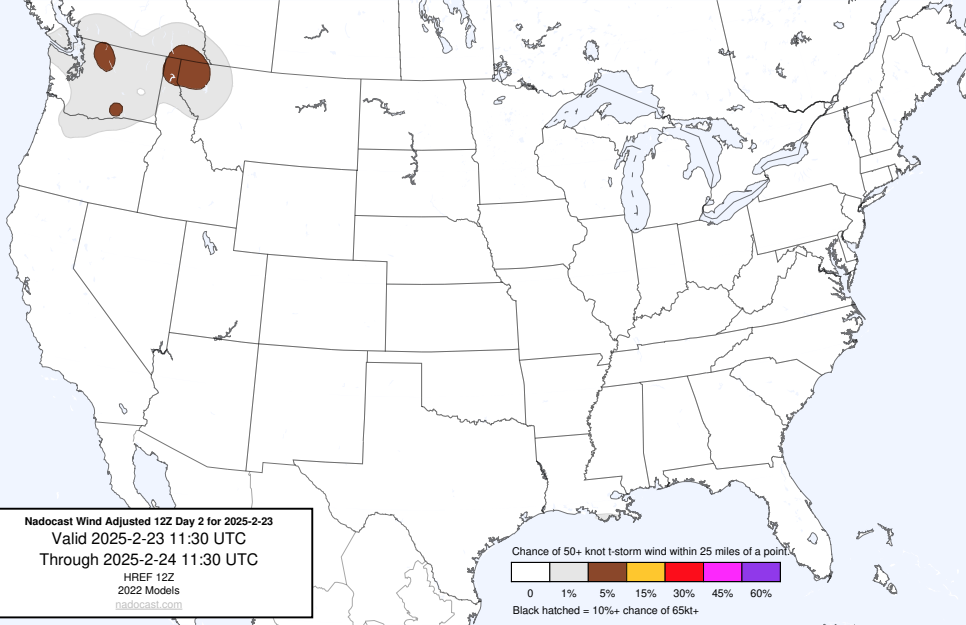 Nadocast Wind Adjusted 12Z Day 2 for 2025-2-23
Valid 2025-2-23 11:30 UTC
Through 2025-2-24 11:30 UTC
HREF 12Z
2022 Models
nadocast.com
Chance of 50+ knot t-storm wind within 25 miles of a point.
0 1% 5% 15% 30% 45% 60%
Black hatched = 10%+ chance of 65kt+